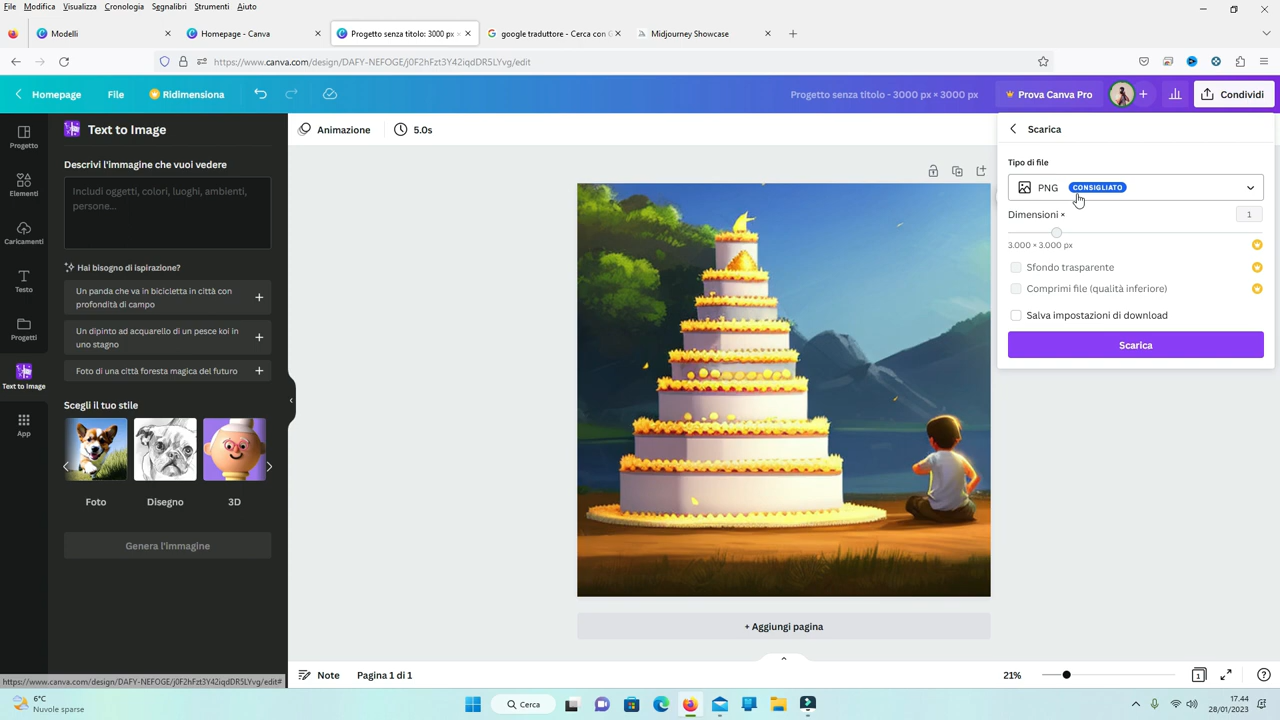 File Modifica Visualizza Cronologia Segnalibri Strumenti Aiuto
Modelli
Homepage - Canva
Progetto senza titolo: 3000 px ×
google traduttore - Cerca con G
Midjourney Showcase
https://www.canva.com/design/DAFY-NEFOGE/j0F2hFzt3Y42iqdDR5LYvg/edit
Homepage File Ridimensiona
Progetto senza titolo - 3000 px × 3000 px
Prova Canva Pro
Condividi
Progetto
Elementi
Caricamenti
Testo
Progetti
Text to Image
App
Text to Image
Descrivi l'immagine che vuoi vedere
Includi oggetti, colori, luoghi, ambienti,
persone...
Hai bisogno di ispirazione?
Un panda che va in bicicletta in città con
profondità di campo
Un dipinto ad acquarello di un pesce koi in
uno stagno
Foto di una città foresta magica del futuro
Scegli il tuo stile
Foto Disegno 3D
Genera l'immagine
Animazione 5.0s
Scarica
Tipo di file
PNG CONSIGLIATO
Dimensioni × 1
3.000 × 3.000 px
Sfondo trasparente
Comprimi file (qualità inferiore)
Salva impostazioni di download
Scarica
+ Aggiungi pagina
Note Pagina 1 di 1
21%
1
https://www.canva.com/design/DAFY-NEFOGE/j0F2hFzt3Y42iqdDR5LYvg/edit#
6°C
Nuvole sparse
Cerca
17.44
28/01/2023